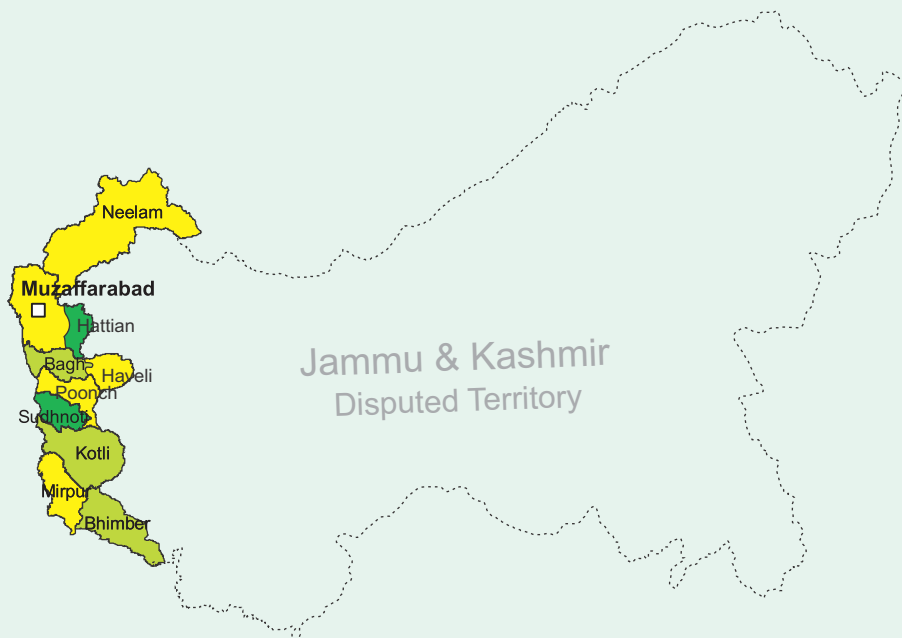 Neelam
Muzaffarabad
Hattian
Bagh
Haveli
Poonch
Sudhnoti
Kotli
Mirpur
Bhimber
Jammu & Kashmir
Disputed Territory